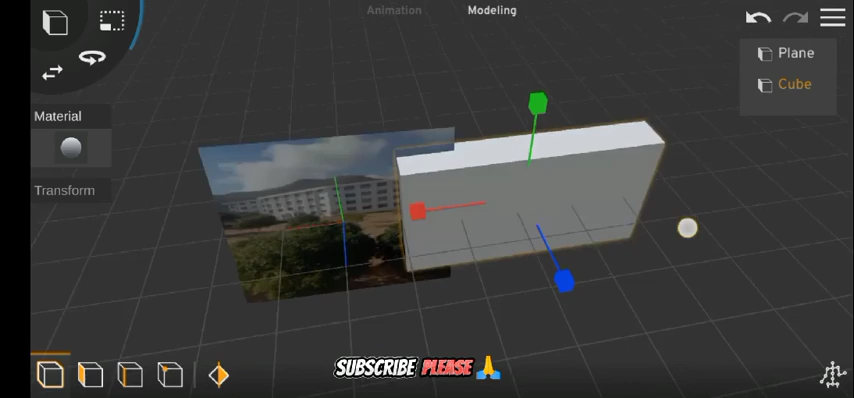 Animation Modeling
Plane
Cube
Material
Transform
SUBSCRIBE PLEASE 🙏